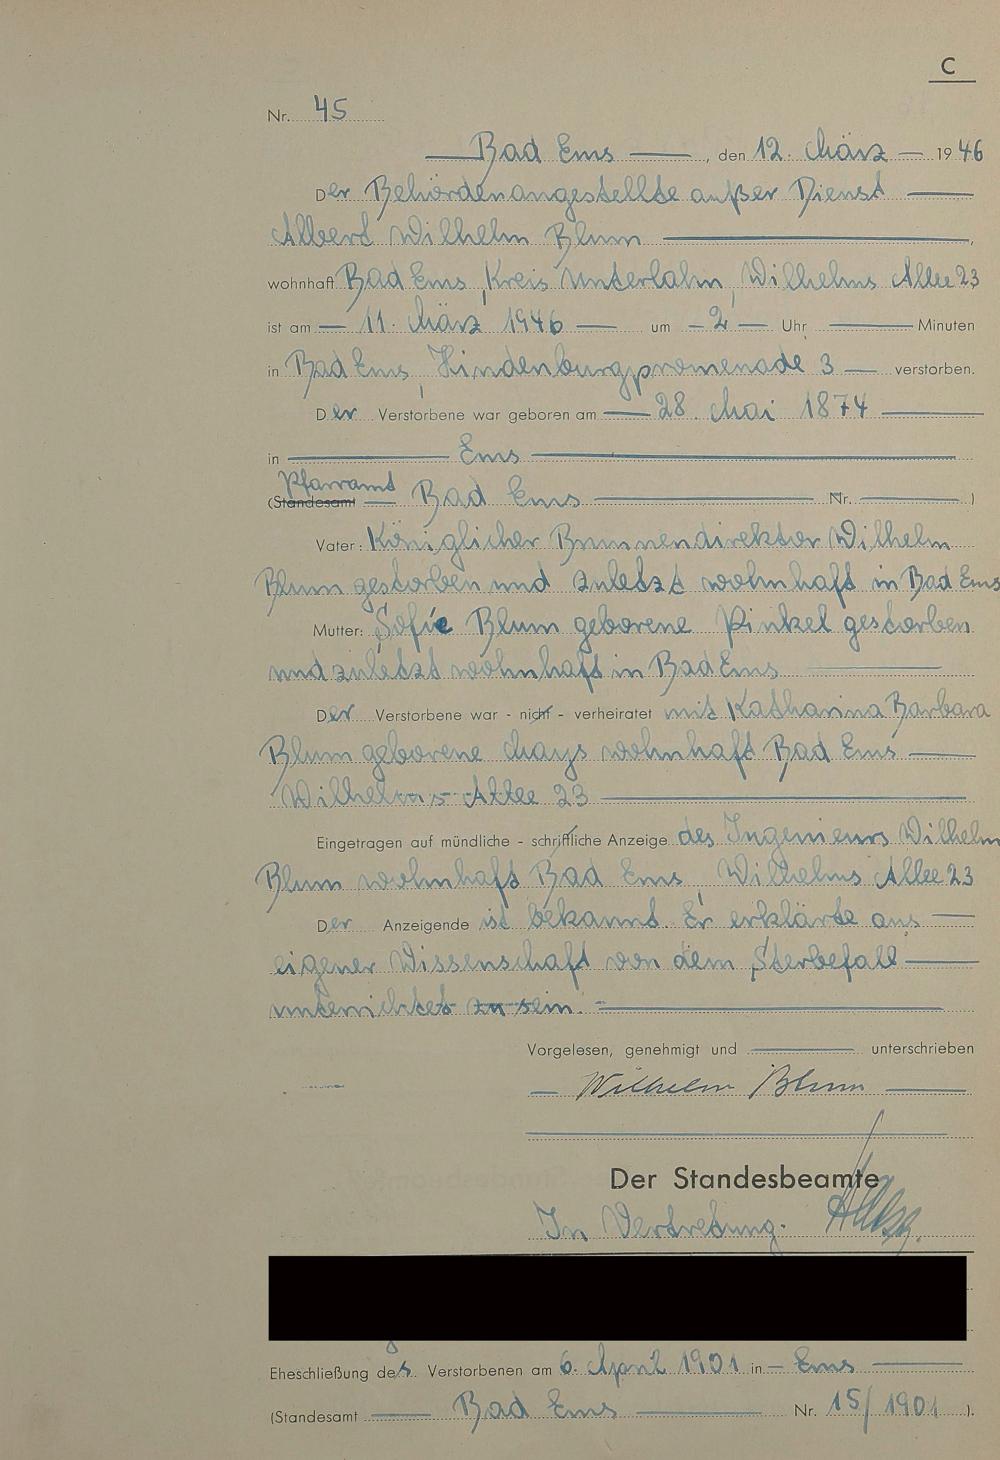 C
Nr. 45
Bad Ems, den 12. März 1946
Der Behördenangestellte außer Dienst
Albert Wilhelm Blum,
wohnhaft Bad Ems, Kreis Unterlahn, Wilhelms Allee 23
ist am 11. März 1946 um 2 Uhr Minuten
in Bad Ems, Hindenburgpromenade 3 verstorben.
Der Verstorbene war geboren am 28. Mai 1874
in Ems
Pfarramt
(Standesamt Bad Ems Nr. )
Vater: Königlicher Brunnendirektor Wilhelm
Blum gestorben und zuletzt wohnhaft in Bad Ems
Mutter: Sofie Blum geborene Pinkel gestorben
und zuletzt wohnhaft in Bad Ems
Der Verstorbene war - nicht - verheiratet mit Katharina Barbara
Blum geborene Mays wohnhaft Bad Ems
Wilhelms-Allee 23
Eingetragen auf mündliche - schriftliche Anzeige des Ingenieurs Wilhelm
Blum wohnhaft Bad Ems, Wilhelms Allee 23
Der Anzeigende ist bekannt. Er erklärte aus
eigener Wissenschaft von dem Sterbefall
unterrichtet zu sein.
Vorgelesen, genehmigt und unterschrieben
Wilhelm Blum
Der Standesbeamte
In Vertretung.
Eheschließung des Verstorbenen am 6. April 1901 in Ems
(Standesamt Bad Ems Nr. 15/1901 ).